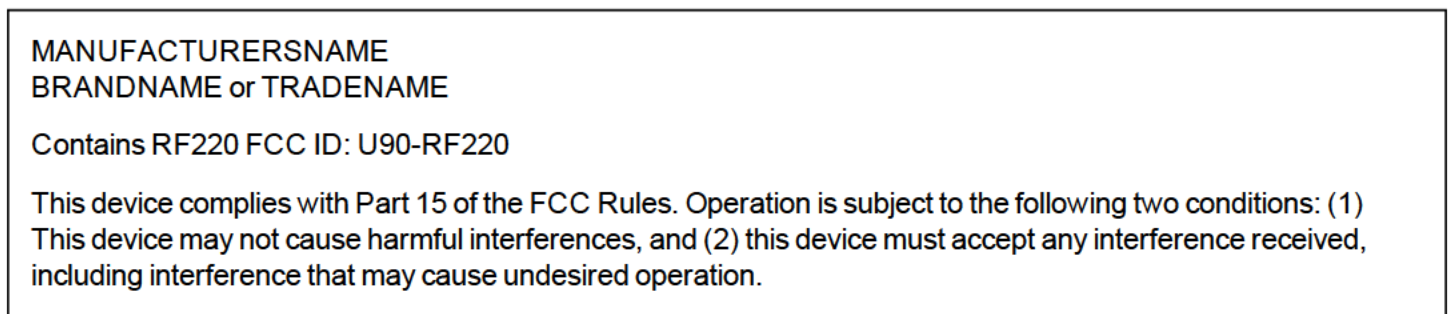 MANUFACTURERSNAME
BRANDNAME or TRADENAME
Contains RF220 FCC ID: U90-RF220
This device complies with Part 15 of the FCC Rules. Operation is subject to the following two conditions: (1)
This device may not cause harmful interferences, and (2) this device must accept any interference received,
including interference that may cause undesired operation.